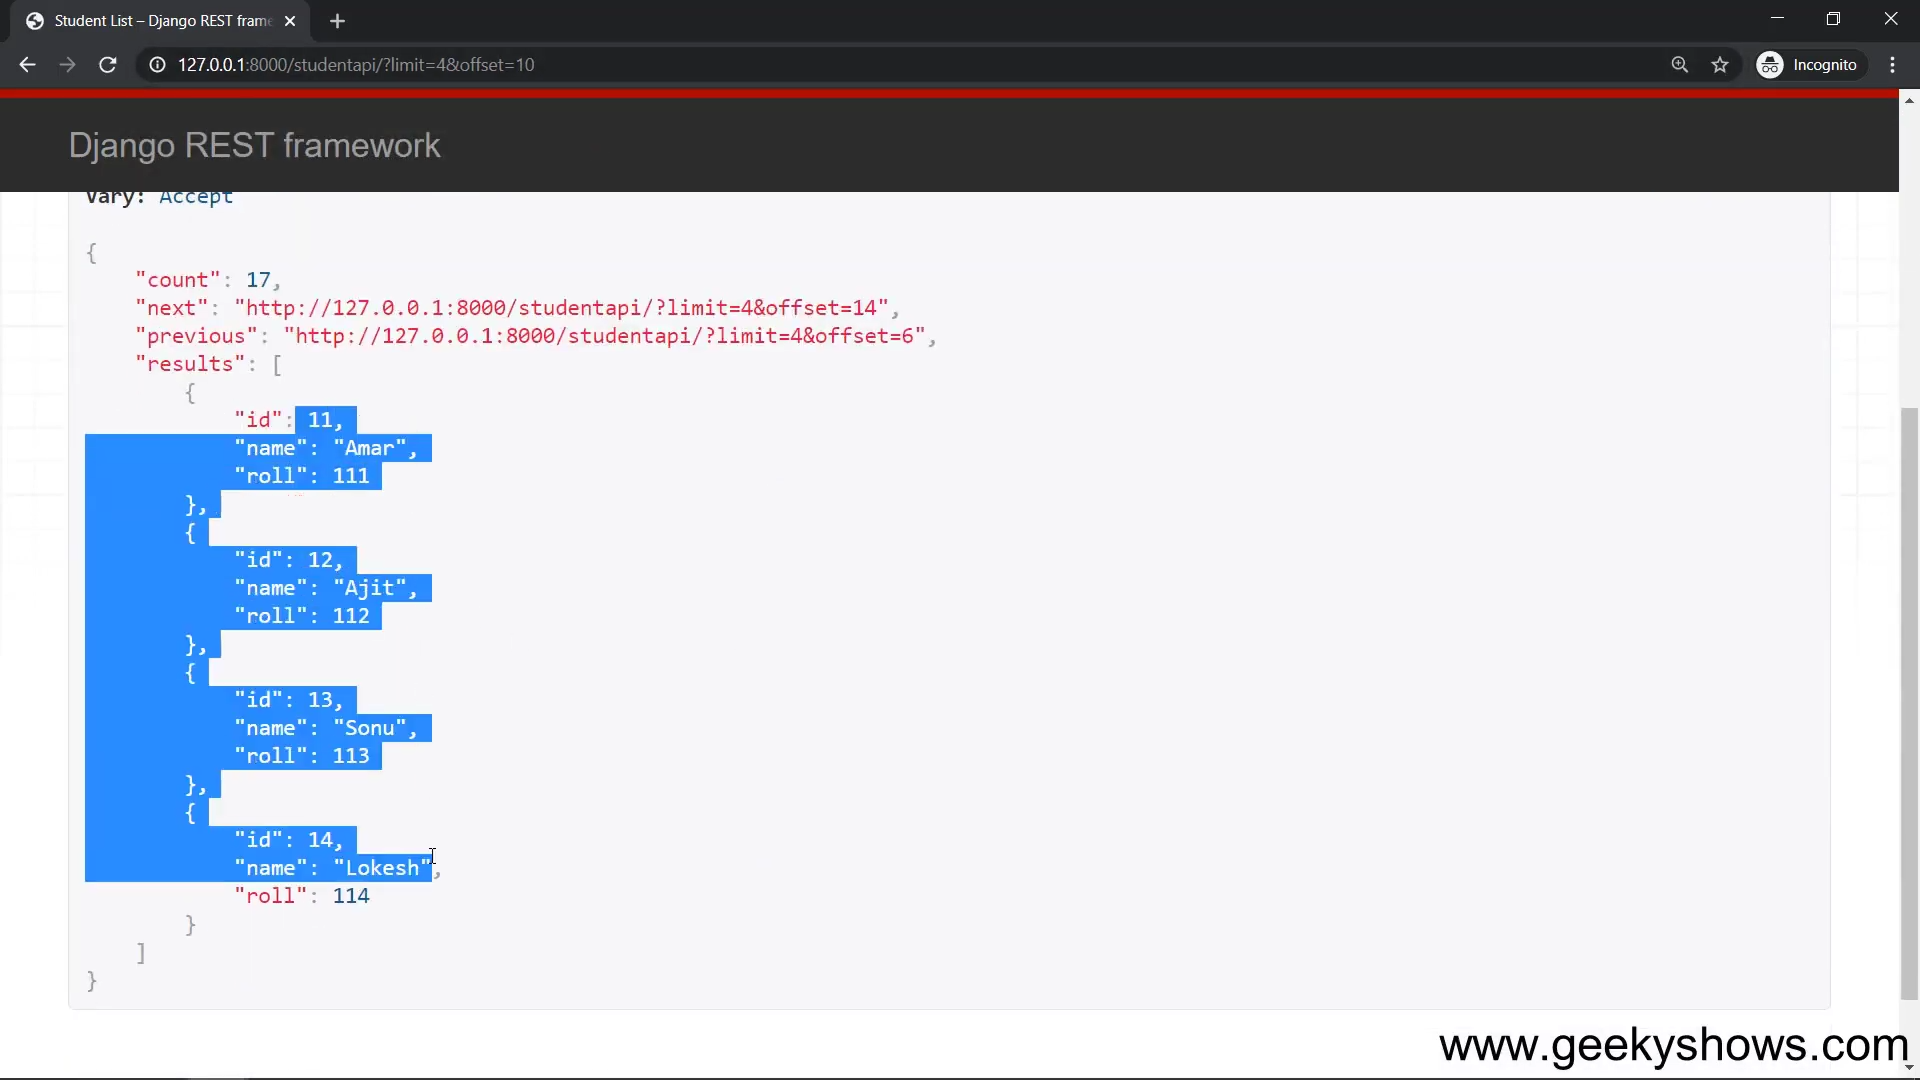 Student List – Django REST frame
127.0.0.1:8000/studentapi/?limit=4&offset=10
Incognito
Django REST framework
Vary: Accept
{
"count": 17,
"next": "http://127.0.0.1:8000/studentapi/?limit=4&offset=14",
"previous": "http://127.0.0.1:8000/studentapi/?limit=4&offset=6",
"results": [
{
"id": 11,
"name": "Amar",
"roll": 111
},
{
"id": 12,
"name": "Ajit",
"roll": 112
},
{
"id": 13,
"name": "Sonu",
"roll": 113
},
{
"id": 14,
"name": "Lokesh",
"roll": 114
}
]
}
www.geekyshows.com